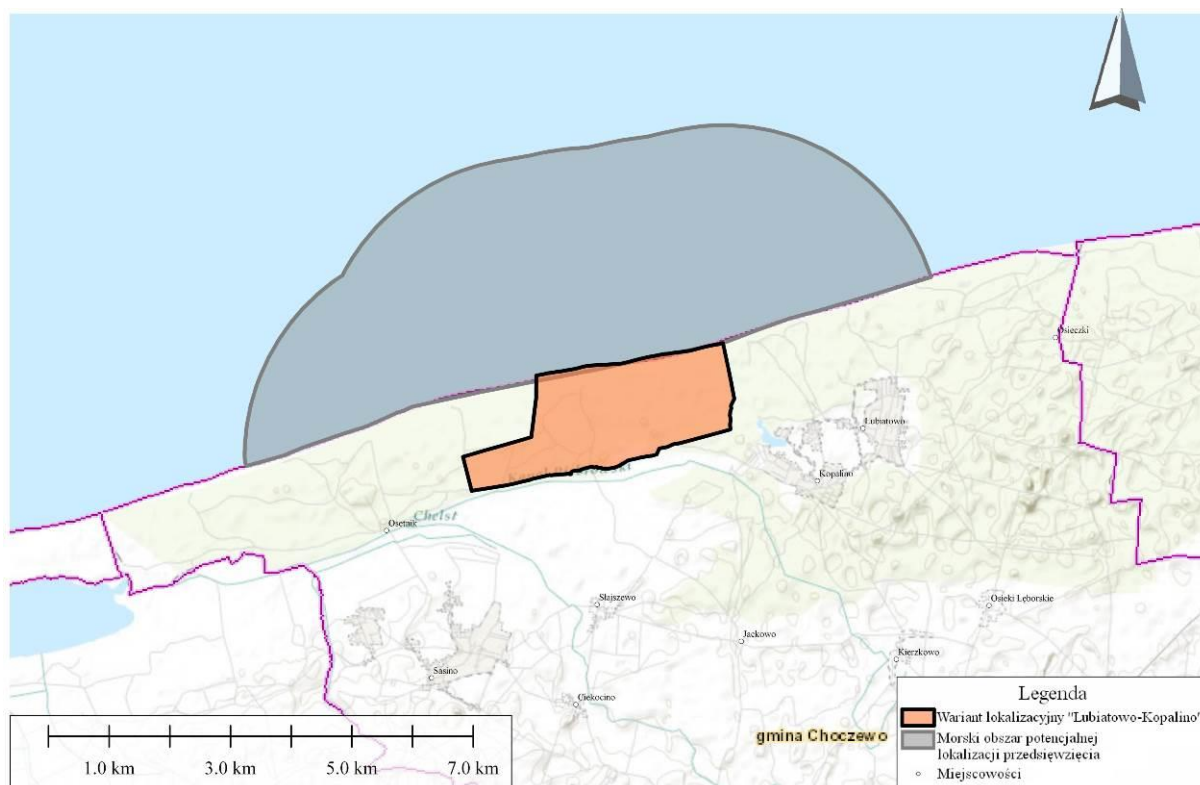 Osieczki
Lubiatowo
Kopalino
Chełst
Osetnik
Słajszewo
Osieki Lęborskie
Jackowo
Kierzkowo
Sasino
Ciekocino
gmina Choczewo
1.0 km 3.0 km 5.0 km 7.0 km
Legenda
Wariant lokalizacyjny "Lubiatowo-Kopalino"
Morski obszar potencjalnej
lokalizacji przedsięwzięcia
Miejscowości